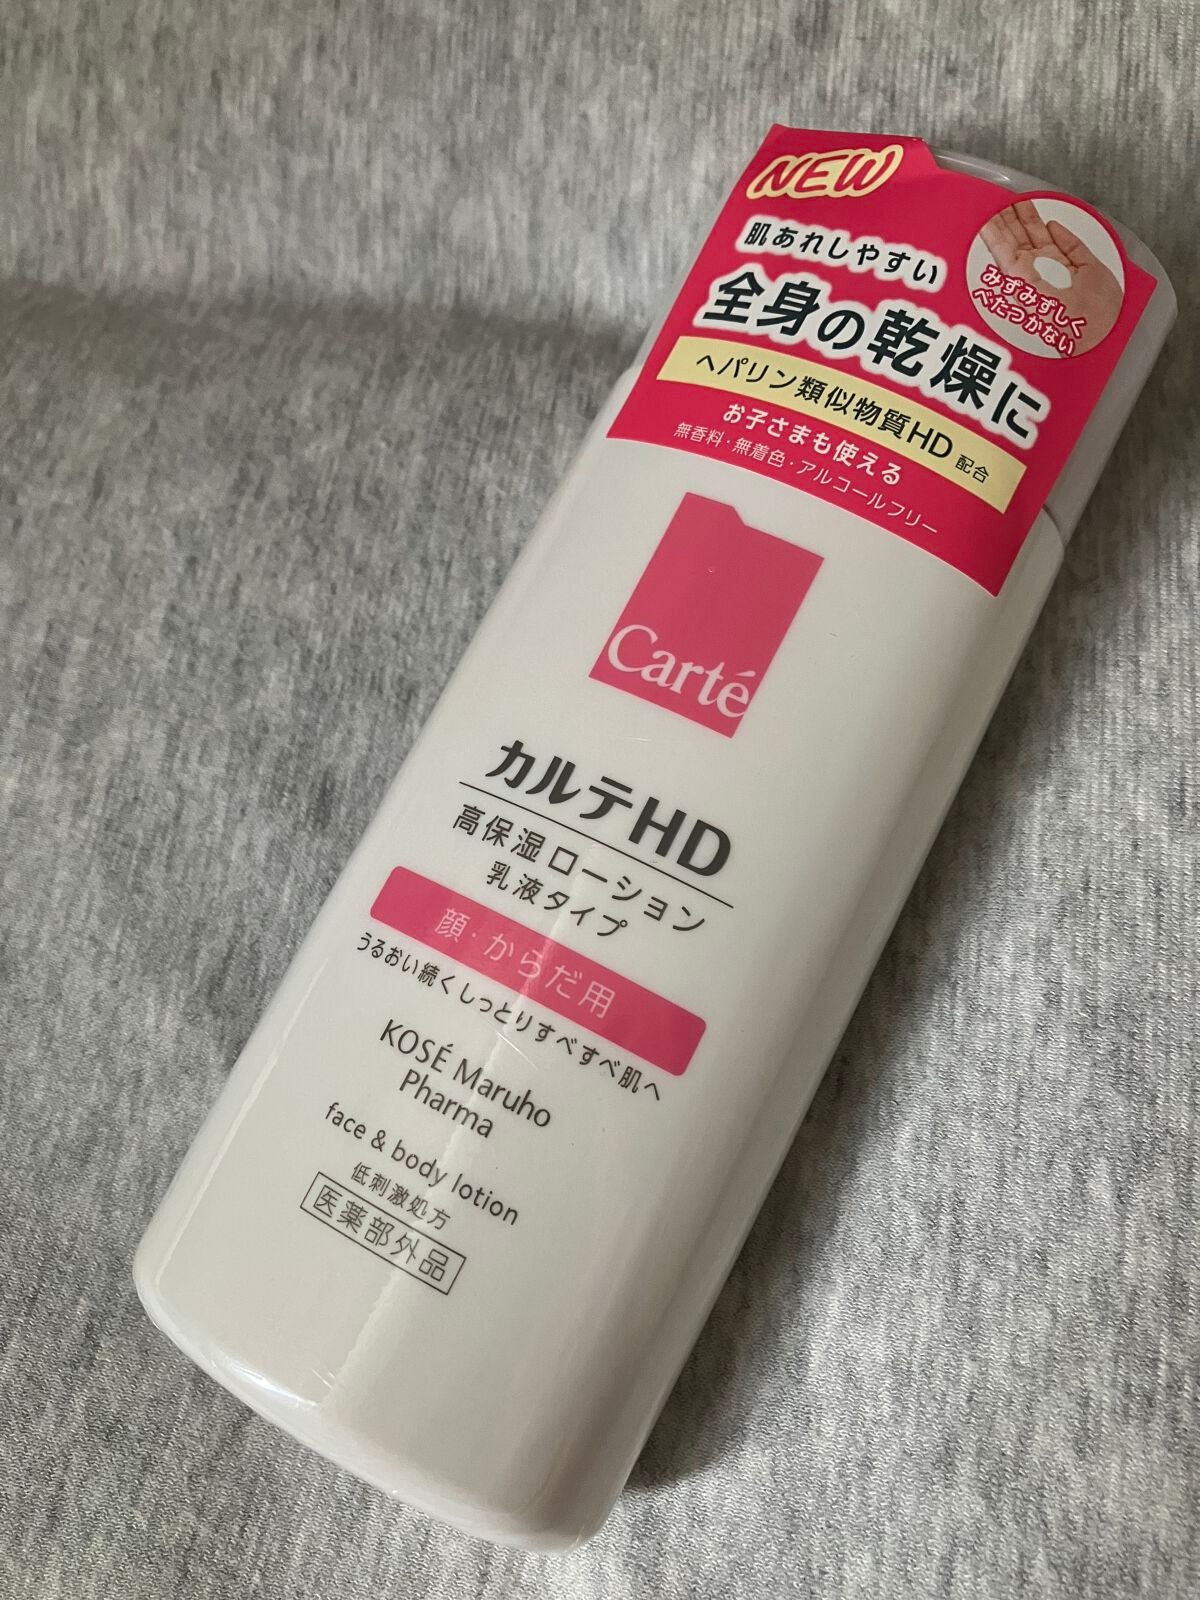 NEW
肌あれしやすい
全身の乾燥に
みずみずしく
べたつかない
ヘパリン類似物質HD 配合
お子さまも使える
無香料・無着色・アルコールフリー
Carté
カルテHD
高保湿 ローション
乳液タイプ
顔・からだ用
うるおい続くしっとりすべすべ肌へ
KOSÉ Maruho
Pharma
face & body lotion
低刺激処方
医薬部外品